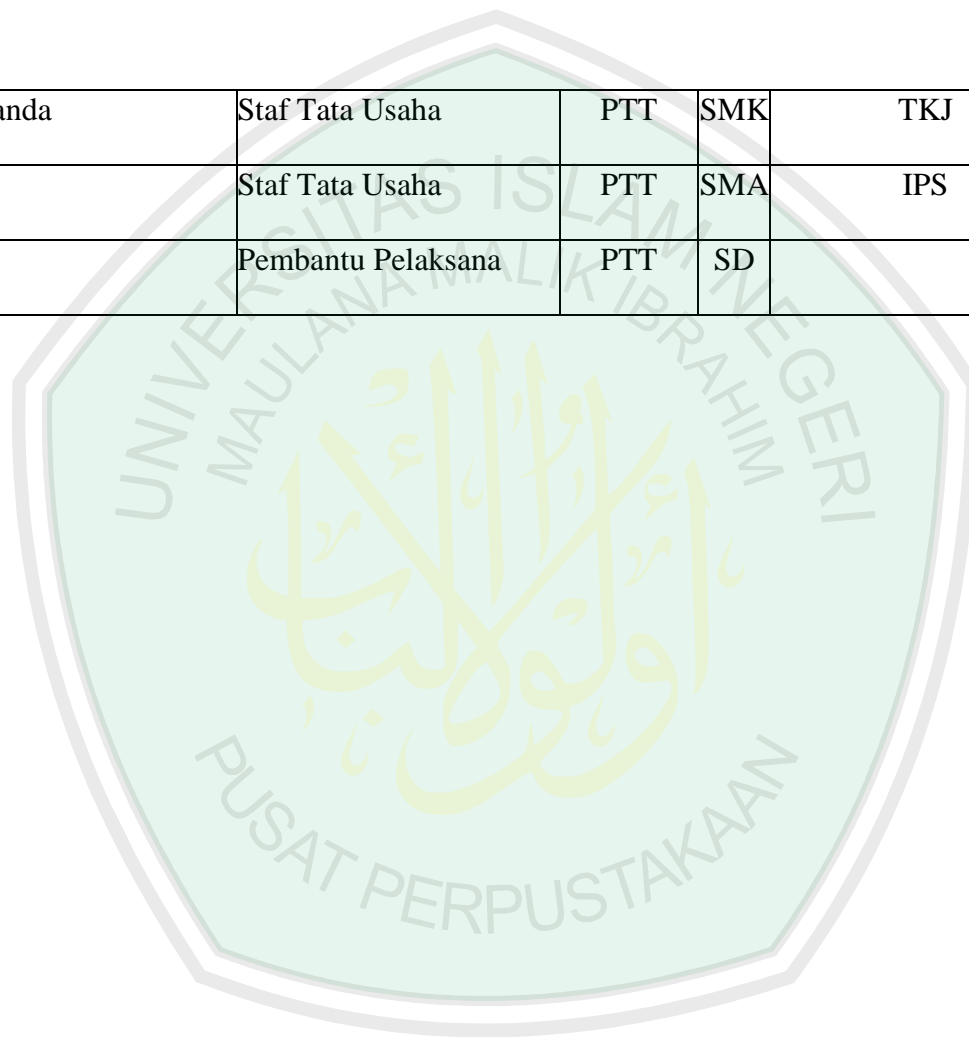 anda Staf Tata Usaha PTT SMK TKJ
Staf Tata Usaha PTT SMA IPS
Pembantu Pelaksana PTT SD
UNIVERSITAS ISLAM NEGERI
MAULANA MALIK IBRAHIM
PUSAT PERPUSTAKAAN